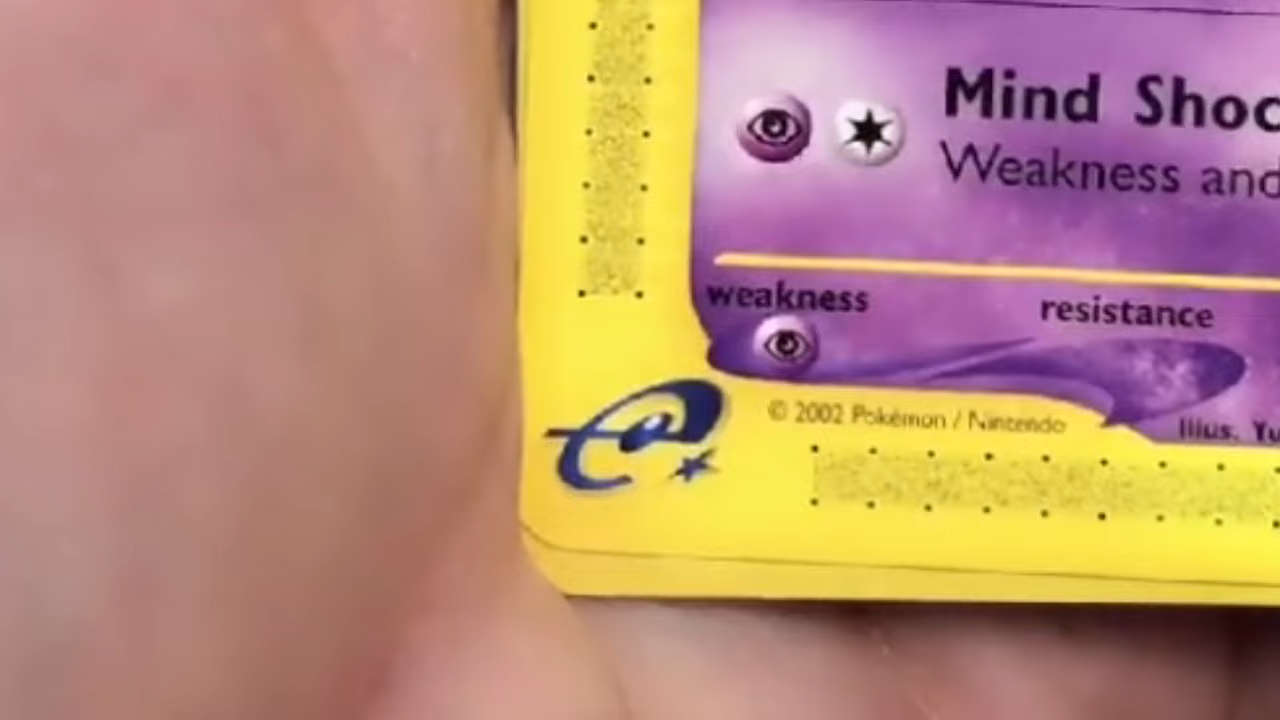 Mind Shoc
Weakness and
weakness
resistance
© 2002 Pokémon / Nintendo
Illus. Yu